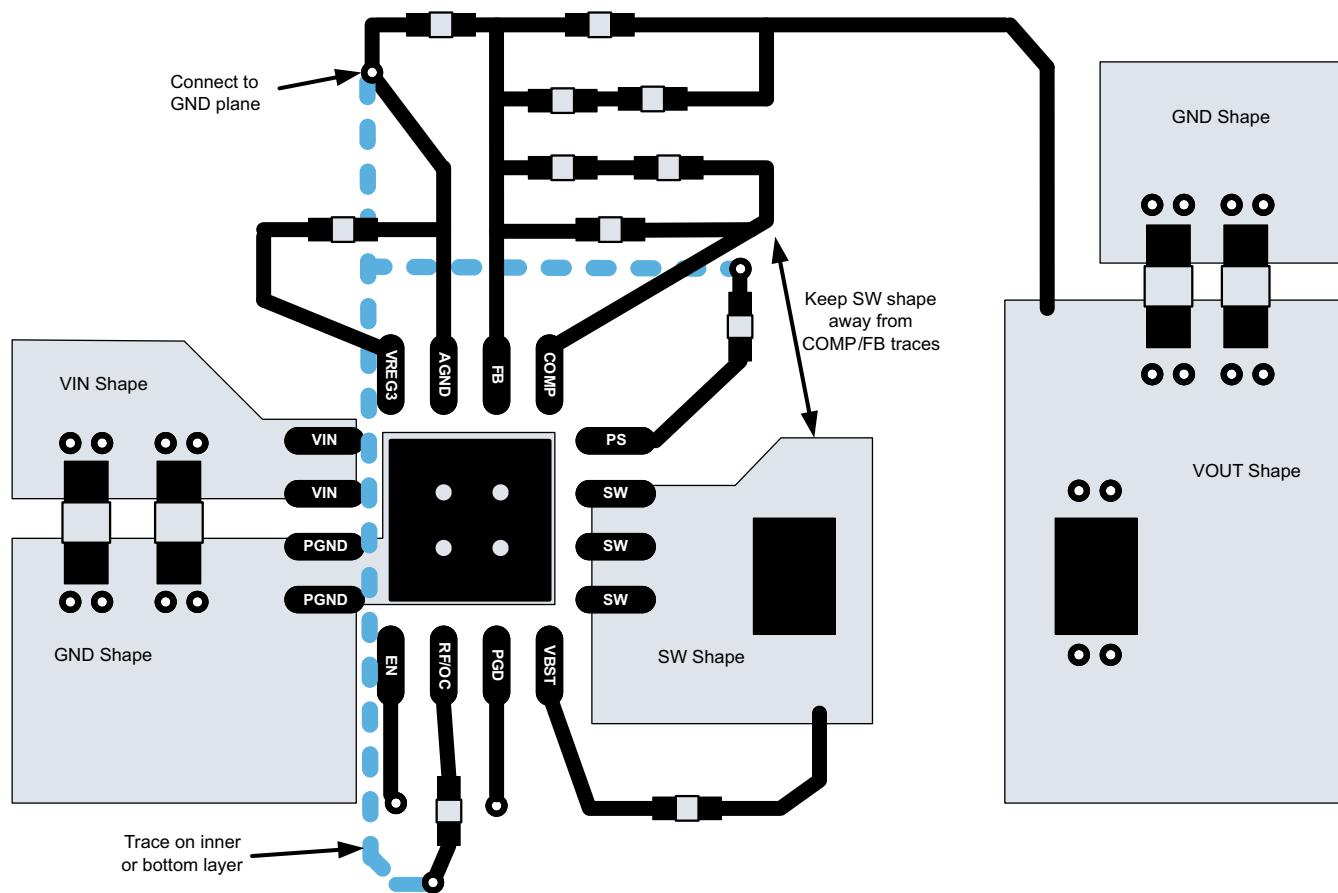 Connect to
GND plane
GND Shape
Keep SW shape
away from
COMP/FB traces
VREG3
AGND
FB
COMP
VIN Shape
VIN
PS
VOUT Shape
VIN
SW
PGND
SW
PGND
SW
GND Shape
SW Shape
EN
RF/OC
PGD
VBST
Trace on inner
or bottom layer